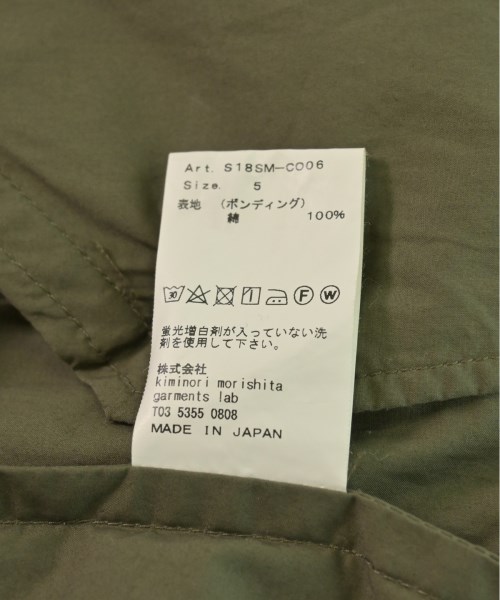 Art. S18SM-C006
Size. 5
表地 (ボンディング)
綿 100%
30 F W
蛍光増白剤が入っていない洗
剤を使用して下さい。
株式会社
kiminori morishita
garments lab
T03 5355 0808
MADE IN JAPAN